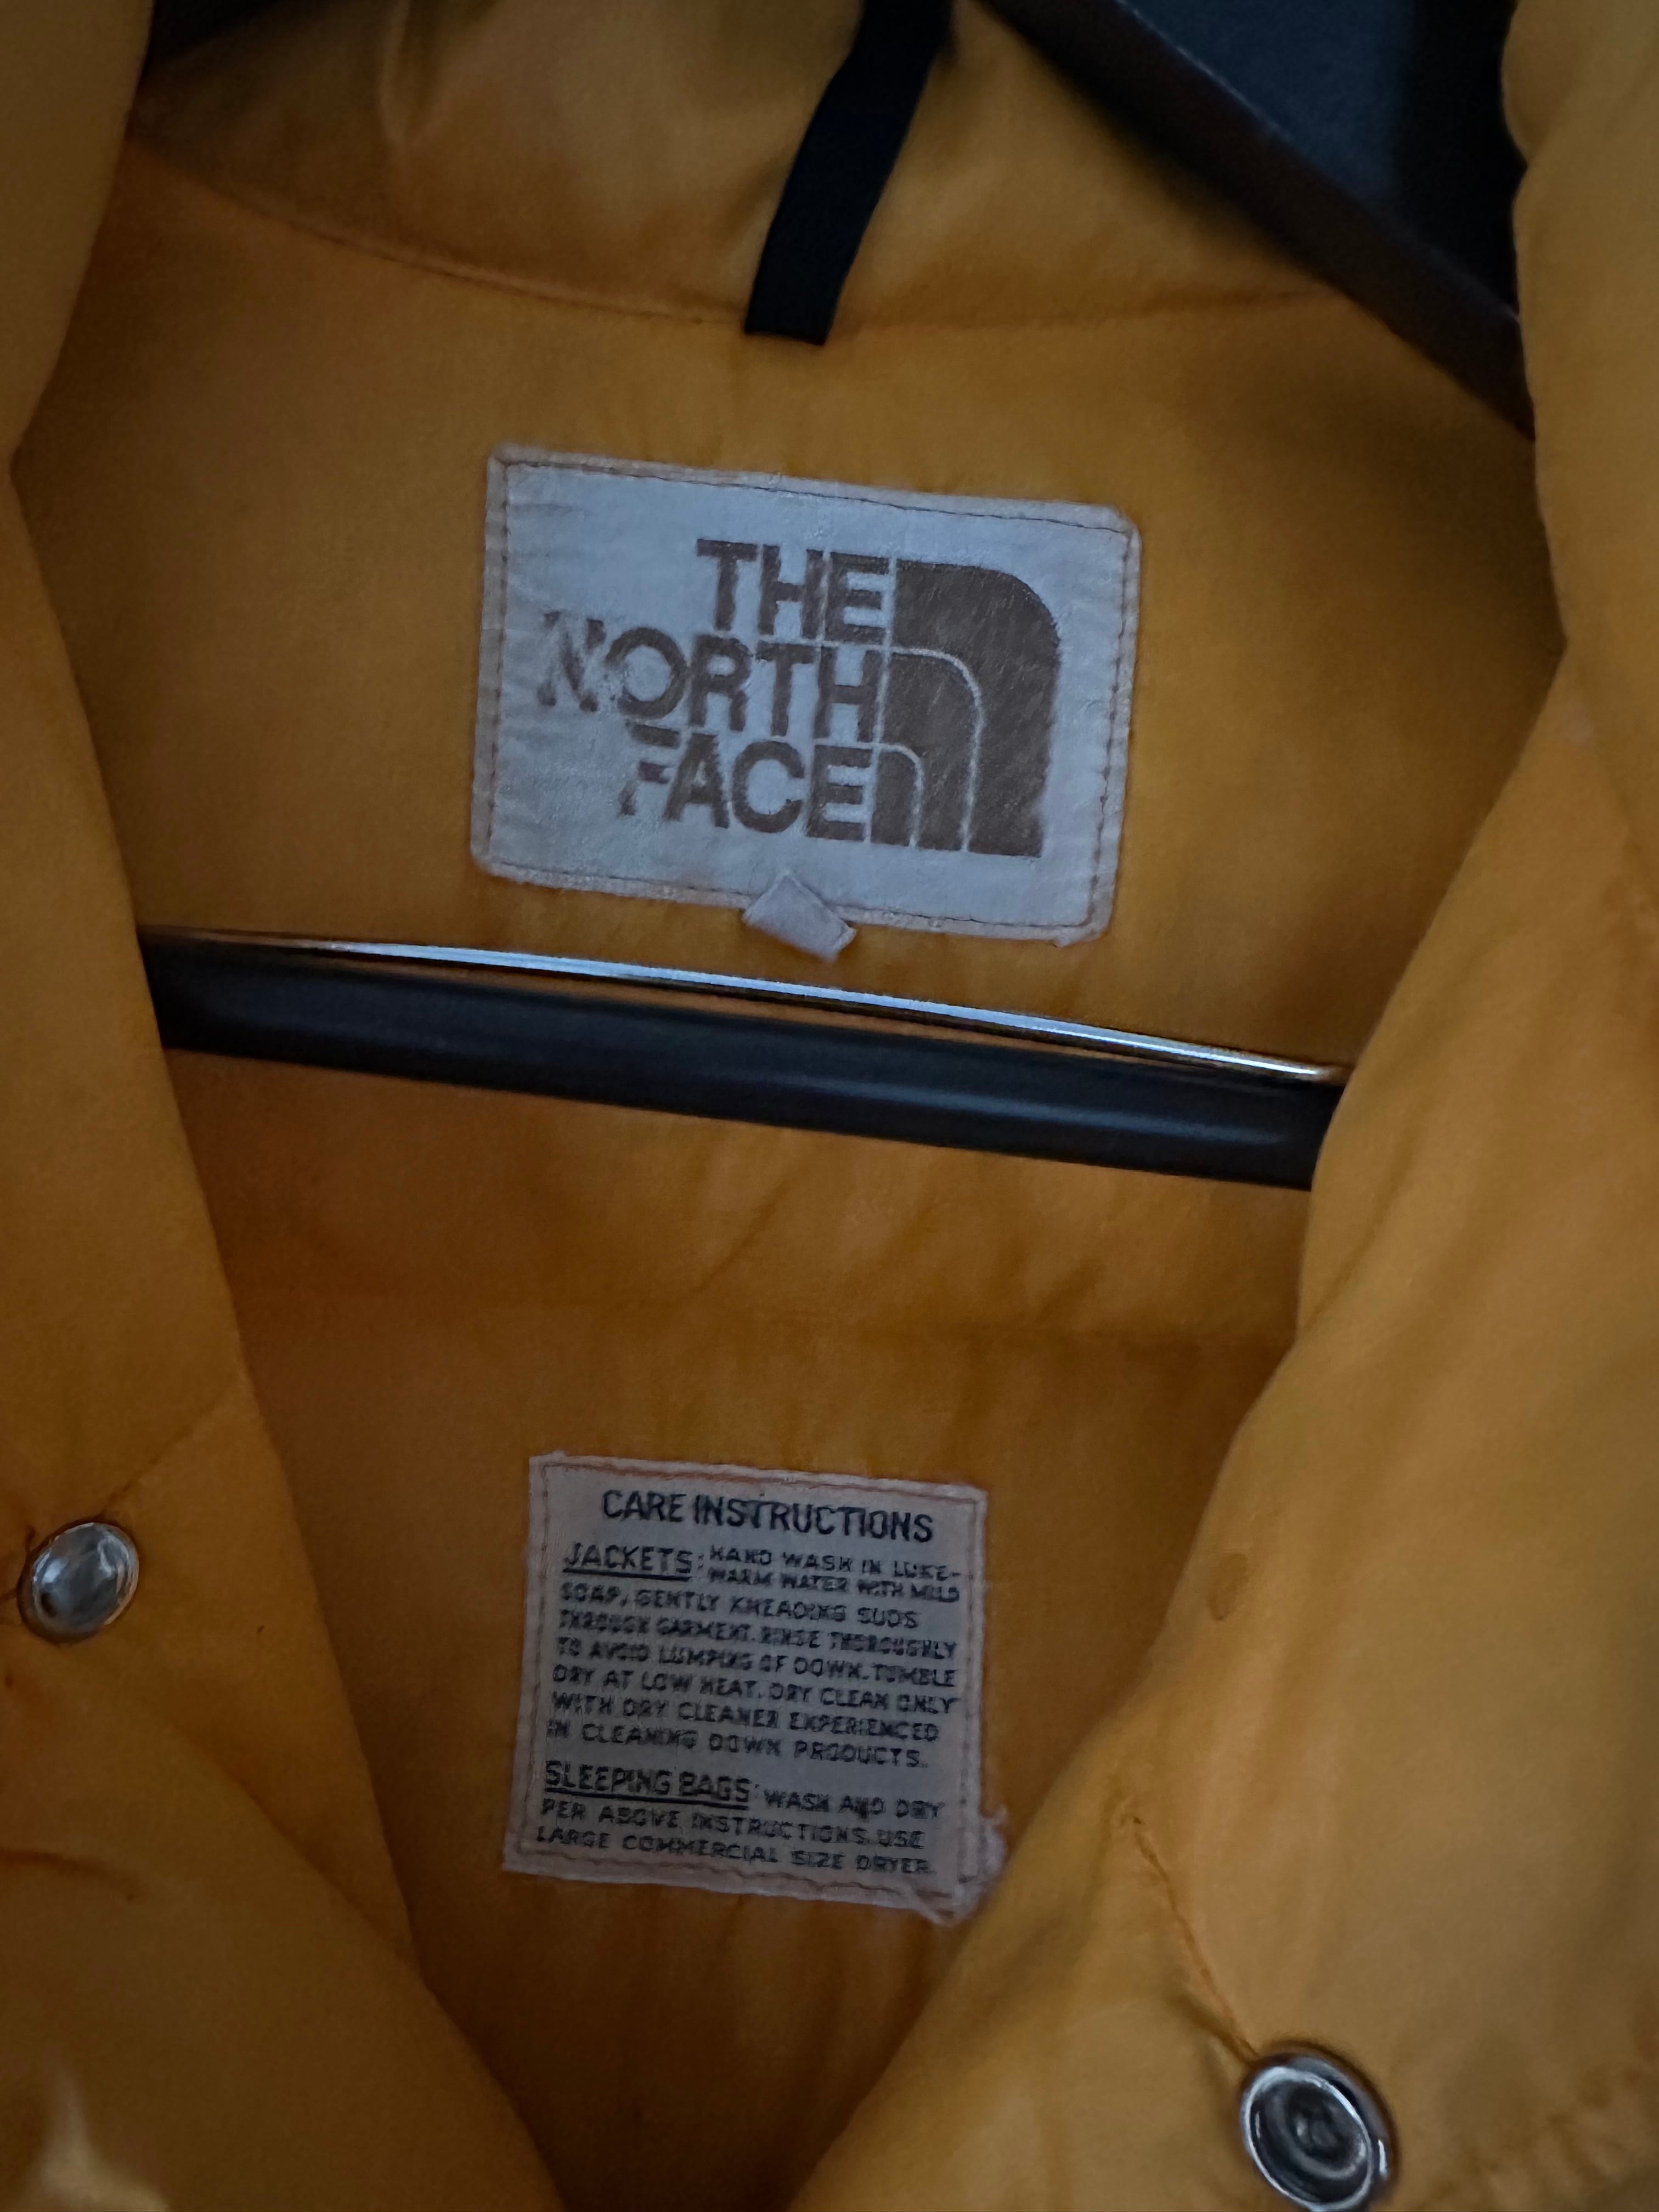 THE
NORTH
FACE
CARE INSTRUCTIONS
JACKETS: HAND WASH IN LUKE-
WARM WATER WITH MILD
SOAP, GENTLY KNEADING SUDS
THROUGH GARMENT. RINSE THOROUGHLY
TO AVOID LUMPING OF DOWN. TUMBLE
DRY AT LOW HEAT. DRY CLEAN ONLY
WITH DRY CLEANER EXPERIENCED
IN CLEANING DOWN PRODUCTS.
SLEEPING BAGS: WASH AND DRY
PER ABOVE INSTRUCTIONS. USE
LARGE COMMERCIAL SIZE DRYER.